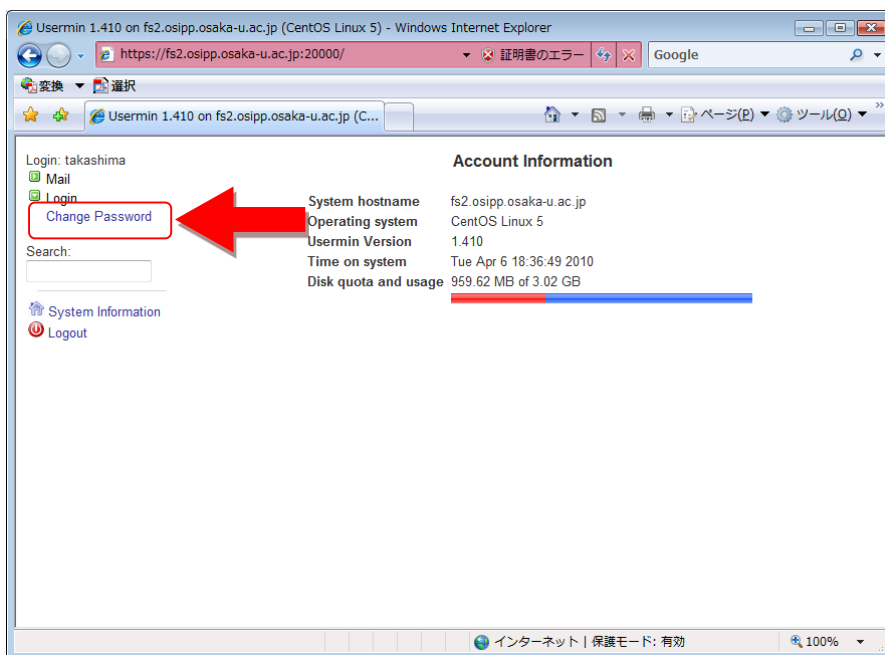 Usermin 1.410 on fs2.osipp.osaka-u.ac.jp (CentOS Linux 5) - Windows Internet Explorer
https://fs2.osipp.osaka-u.ac.jp:20000/ 証明書のエラー Google
変換 選択
Usermin 1.410 on fs2.osipp.osaka-u.ac.jp (C... ページ(P) ツール(O) »
Login: takashima
Mail
Login
Change Password
Search:
System Information
Logout
Account Information
System hostname fs2.osipp.osaka-u.ac.jp
Operating system CentOS Linux 5
Usermin Version 1.410
Time on system Tue Apr 6 18:36:49 2010
Disk quota and usage 959.62 MB of 3.02 GB
インターネット | 保護モード: 有効 100%